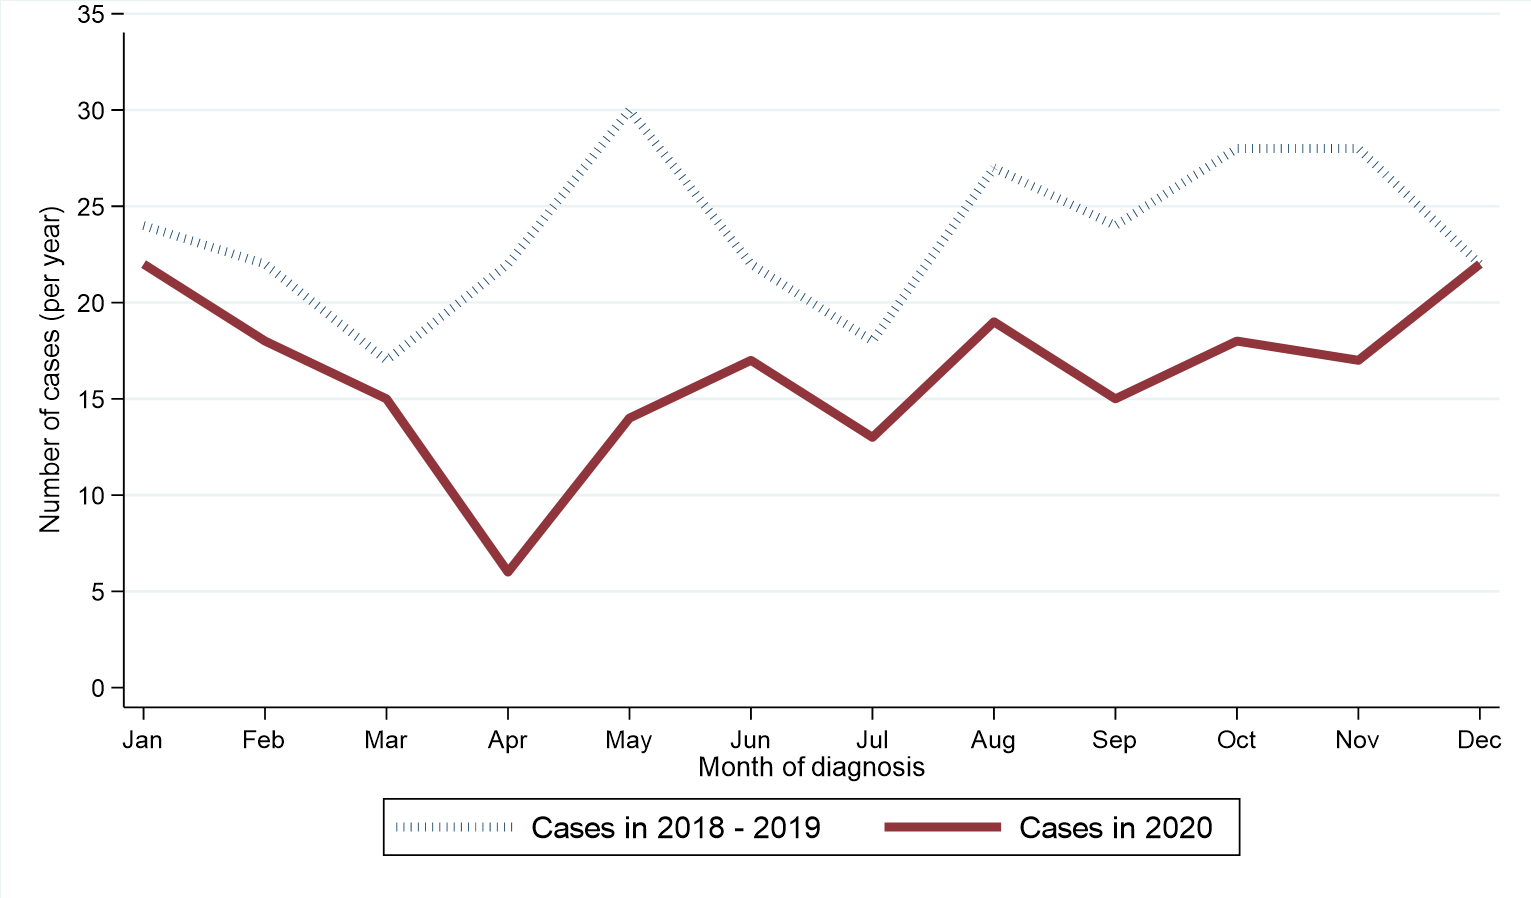 35
30
25
20
15
10
5
0
Number of cases (per year)
Jan Feb Mar Apr May Jun Jul Aug Sep Oct Nov Dec
Month of diagnosis
Cases in 2018 - 2019 Cases in 2020